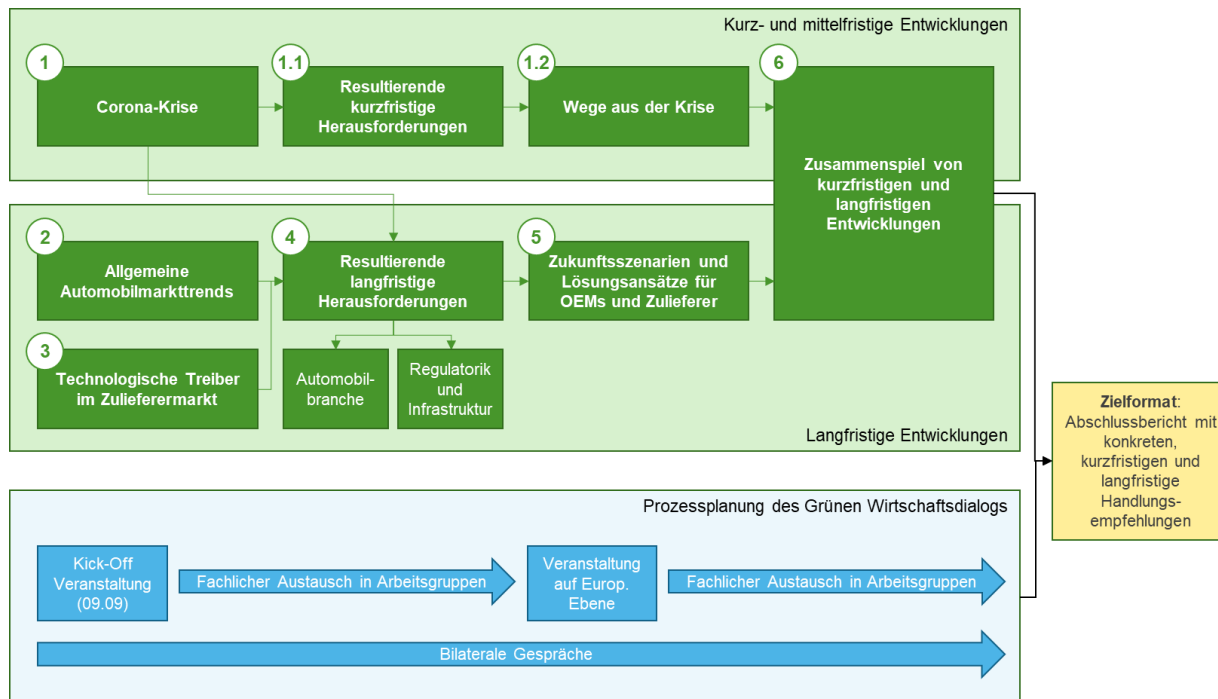 Kurz- und mittelfristige Entwicklungen
1
Corona-Krise
1.1
Resultierende
kurzfristige
Herausforderungen
1.2
Wege aus der Krise
6
Zusammenspiel von
kurzfristigen und
langfristigen
Entwicklungen
2
Allgemeine
Automobilmarkttrends
4
Resultierende
langfristige
Herausforderungen
5
Zukunftsszenarien und
Lösungsansätze für
OEMs und Zulieferer
3
Technologische Treiber
im Zulieferermarkt
Automobil-
branche
Regulatorik
und
Infrastruktur
Langfristige Entwicklungen
Zielformat:
Abschlussbericht mit
konkreten,
kurzfristigen und
langfristige
Handlungs-
empfehlungen
Prozessplanung des Grünen Wirtschaftsdialogs
Kick-Off
Veranstaltung
(09.09)
Fachlicher Austausch in Arbeitsgruppen
Veranstaltung
auf Europ.
Ebene
Fachlicher Austausch in Arbeitsgruppen
Bilaterale Gespräche